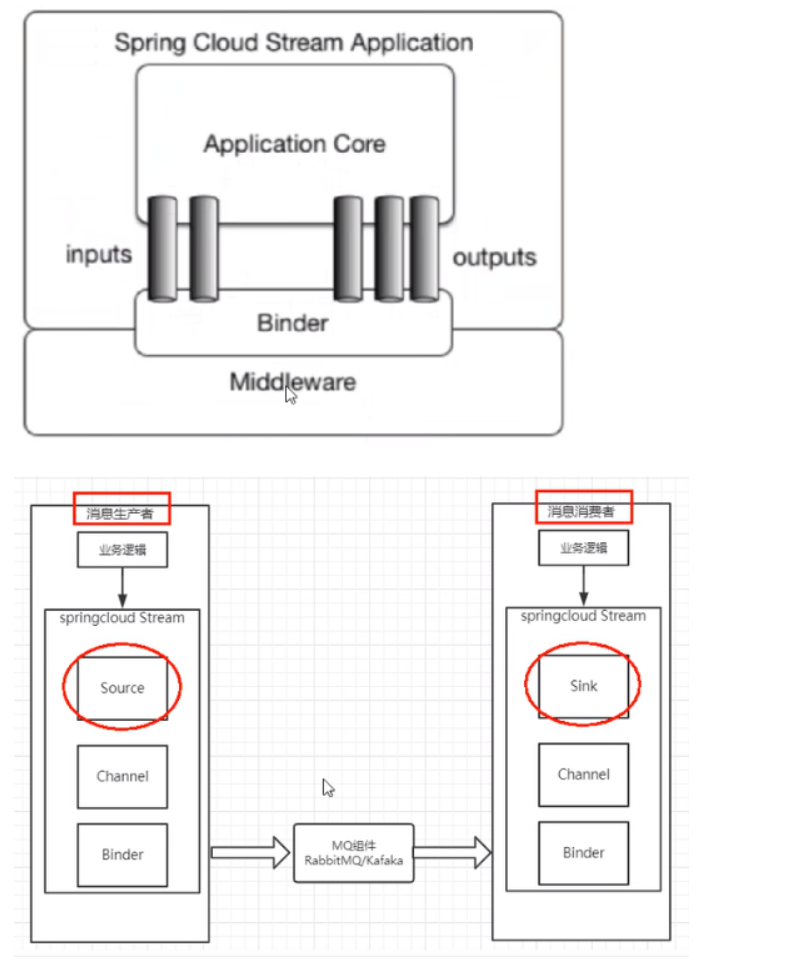 Spring Cloud Stream Application
Application Core
inputs
outputs
Binder
Middleware
消息生产者
业务逻辑
springcloud Stream
Source
Channel
Binder
MQ组件
RabbitMQ/Kafaka
消息消费者
业务逻辑
springcloud Stream
Sink
Channel
Binder